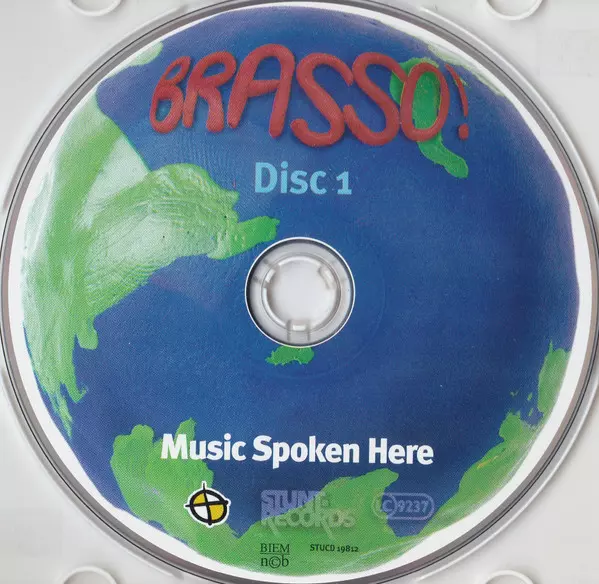 BRASSO!
Disc 1
Music Spoken Here
STUNT
RECORDS
LC 9237
BIEM
n©b
STUCD 19812